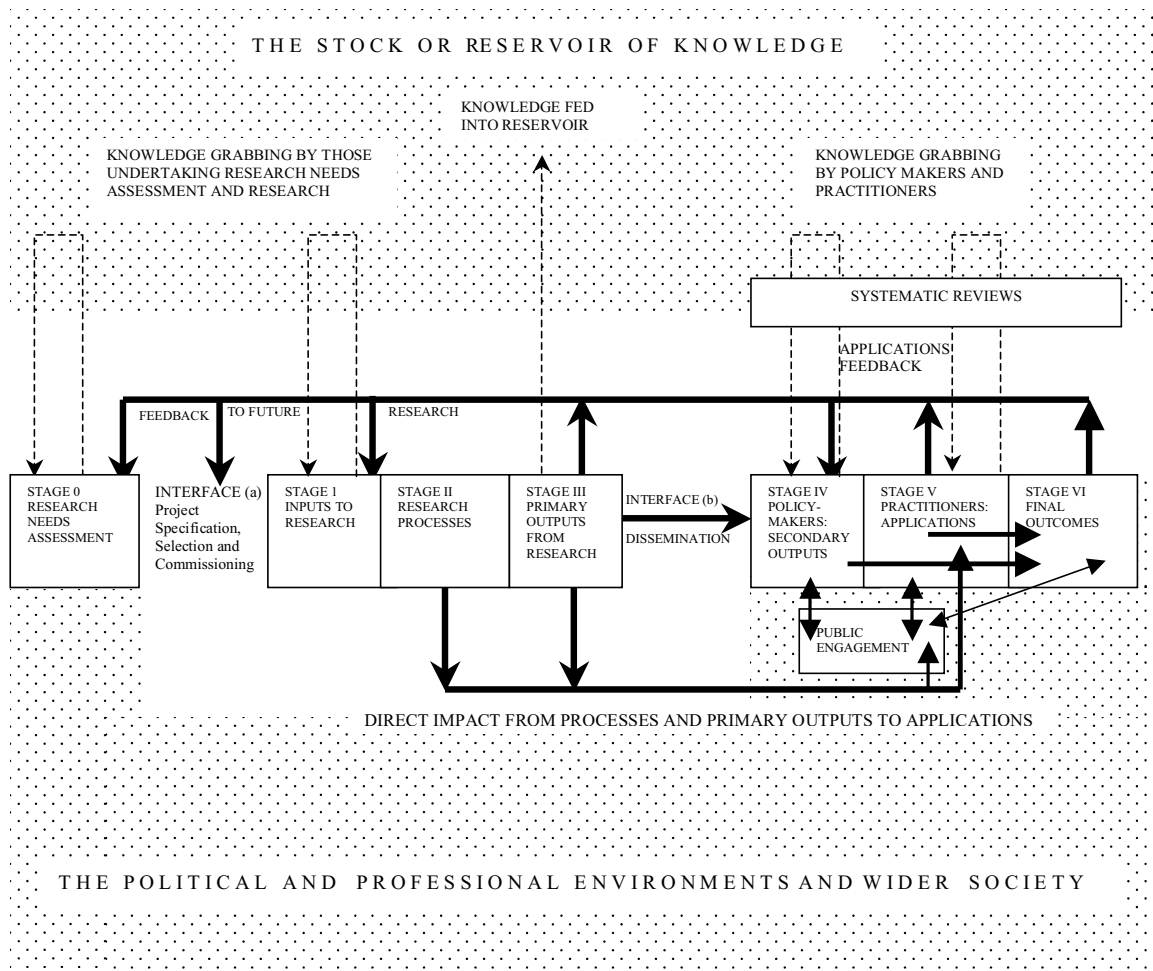 THE STOCK OR RESERVOIR OF KNOWLEDGE
KNOWLEDGE FED
INTO RESERVOIR
KNOWLEDGE GRABBING BY THOSE
UNDERTAKING RESEARCH NEEDS
ASSESSMENT AND RESEARCH
KNOWLEDGE GRABBING
BY POLICY MAKERS AND
PRACTITIONERS
SYSTEMATIC REVIEWS
APPLICATIONS
FEEDBACK
FEEDBACK
TO FUTURE
RESEARCH
STAGE 0
RESEARCH
NEEDS
ASSESSMENT
INTERFACE (a)
Project
Specification,
Selection and
Commissioning
STAGE 1
INPUTS TO
RESEARCH
STAGE II
RESEARCH
PROCESSES
STAGE III
PRIMARY
OUTPUTS
FROM
RESEARCH
INTERFACE (b)
DISSEMINATION
STAGE IV
POLICY-
MAKERS:
SECONDARY
OUTPUTS
STAGE V
PRACTITIONERS:
APPLICATIONS
STAGE VI
FINAL
OUTCOMES
PUBLIC
ENGAGEMENT
DIRECT IMPACT FROM PROCESSES AND PRIMARY OUTPUTS TO APPLICATIONS
THE POLITICAL AND PROFESSIONAL ENVIRONMENTS AND WIDER SOCIETY